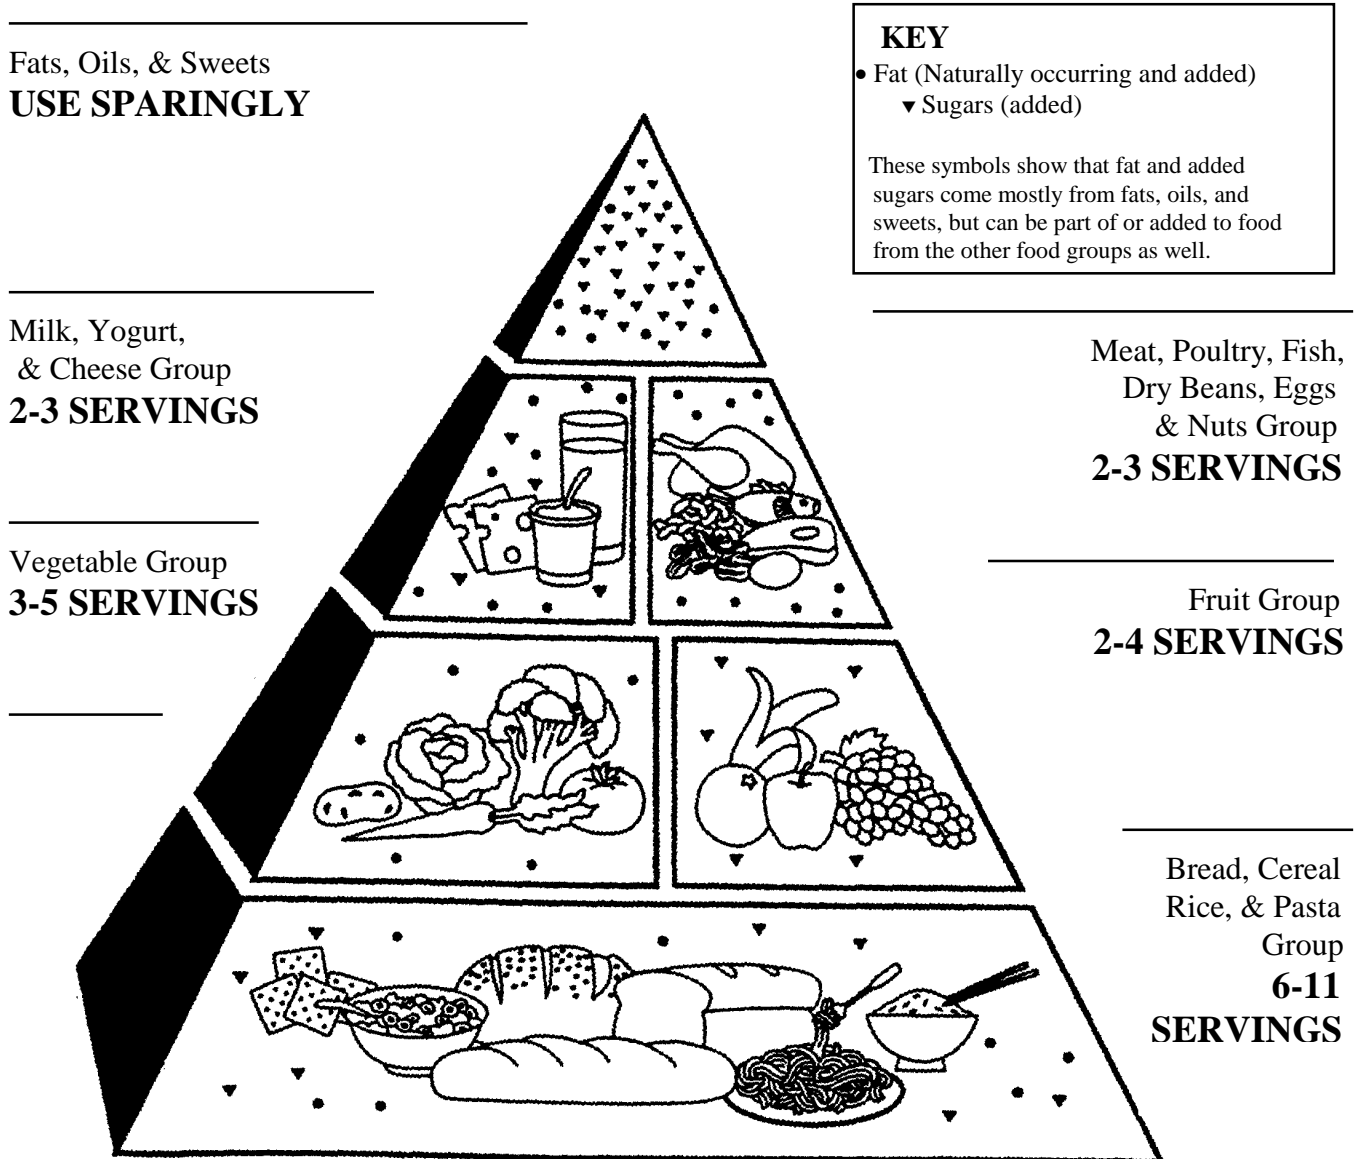 Fats, Oils, & Sweets
USE SPARINGLY
KEY
• Fat (Naturally occurring and added)
▼ Sugars (added)
These symbols show that fat and added
sugars come mostly from fats, oils, and
sweets, but can be part of or added to food
from the other food groups as well.
Milk, Yogurt,
& Cheese Group
2-3 SERVINGS
Meat, Poultry, Fish,
Dry Beans, Eggs
& Nuts Group
2-3 SERVINGS
Vegetable Group
3-5 SERVINGS
Fruit Group
2-4 SERVINGS
Bread, Cereal
Rice, & Pasta
Group
6-11
SERVINGS